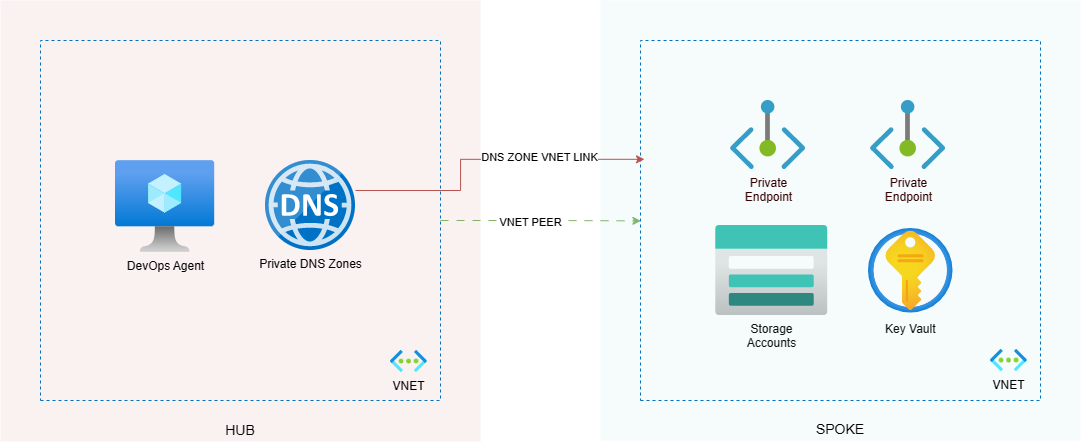 DNS ZONE VNET LINK
Private
Endpoint
Private
Endpoint
DNS
VNET PEER
DevOps Agent
Private DNS Zones
Storage
Accounts
Key Vault
VNET
VNET
HUB
SPOKE